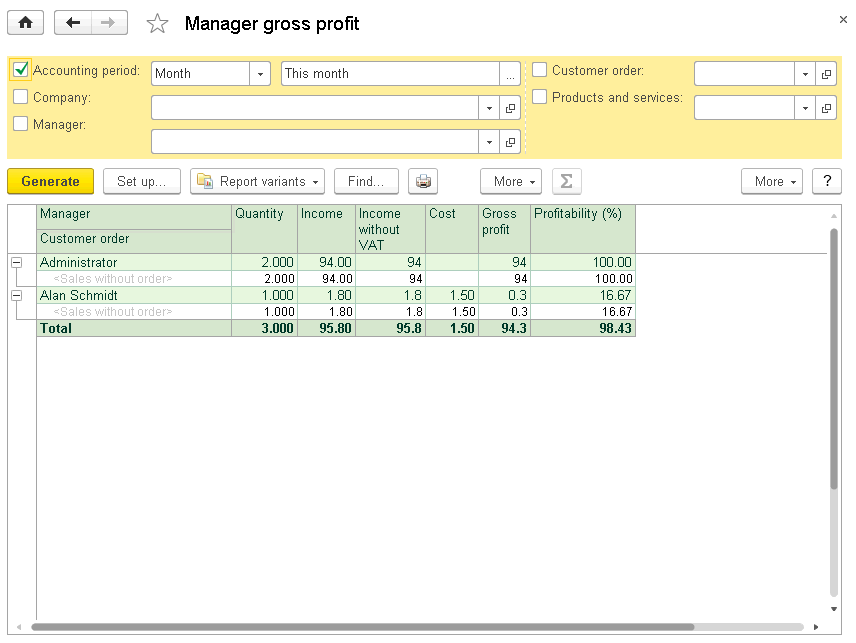 Manager gross profit
Accounting period: Month This month ... Customer order:
Company: Products and services:
Manager:
Generate Set up... Report variants Find... More Σ More ?
Manager Quantity Income Income without VAT Cost Gross profit Profitability (%)
Customer order
Administrator 2.000 94.00 94 94 100.00
<Sales without order> 2.000 94.00 94 94 100.00
Alan Schmidt 1.000 1.80 1.8 1.50 0.3 16.67
<Sales without order> 1.000 1.80 1.8 1.50 0.3 16.67
Total 3.000 95.80 95.8 1.50 94.3 98.43